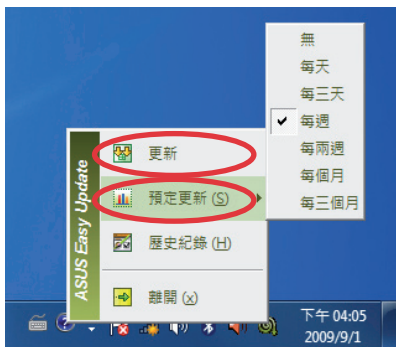 無
每天
每三天
每週
每兩週
每個月
每三個月
ASUS Easy Update
更新
預定更新 (S)
歷史紀錄 (H)
離開 (x)
下午 04:05
2009/9/1